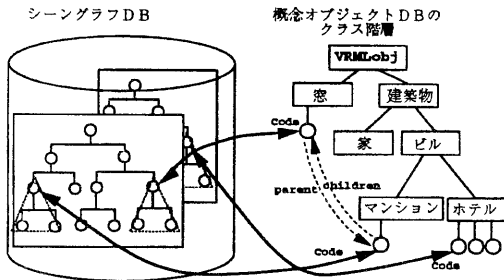 シーングラフDB
概念オブジェクトDBの
クラス階層
VRMLobj
窓
建築物
Code
家
ビル
parent
children
マンション
ホテル
Code
Code